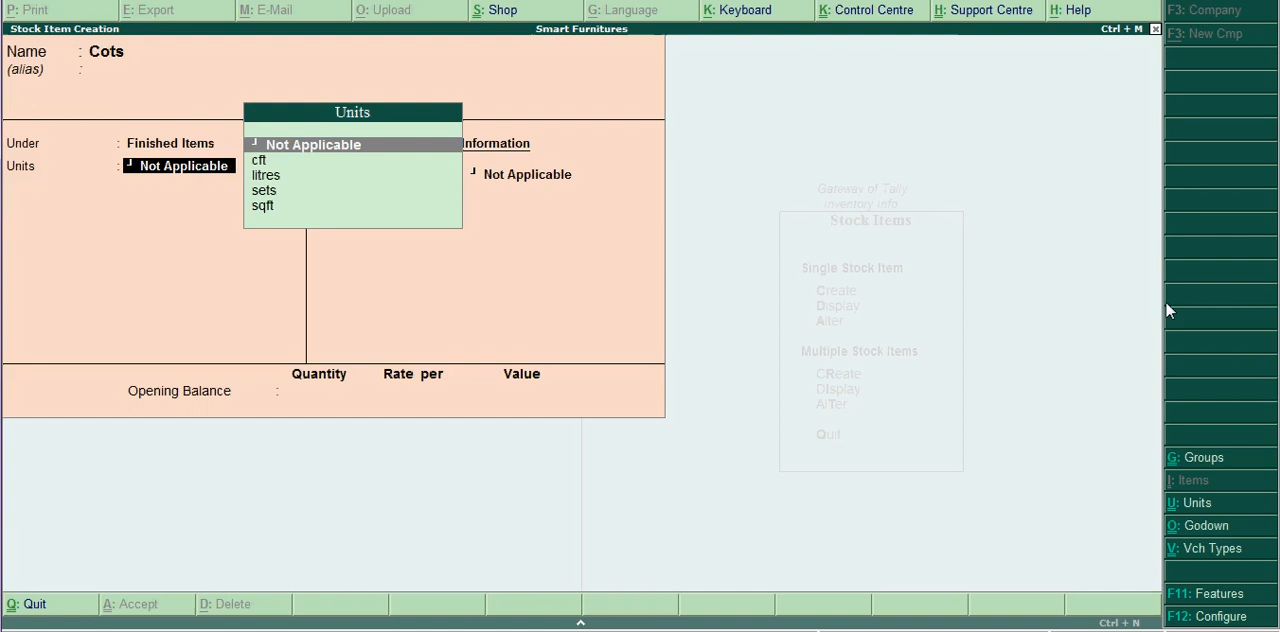 P: Print E: Export M: E-Mail O: Upload S: Shop G: Language K: Keyboard K: Control Centre H: Support Centre H: Help F3: Company
Stock Item Creation Smart Furnitures Ctrl + M
F3: New Cmp
Name : Cots
(alias) :
Units
Under : Finished Items
Not Applicable
Information
Units : Not Applicable
cft
litres
sets
sqft
Not Applicable
Gateway of Tally
Inventory Info.
Stock Items
Single Stock Item
Create
Display
Alter
Multiple Stock Items
CReate
DIsplay
AlTer
Quit
Quantity Rate per Value
Opening Balance :
G: Groups
I: Items
U: Units
O: Godown
V: Vch Types
F11: Features
F12: Configure
Q: Quit A: Accept D: Delete
Ctrl + N